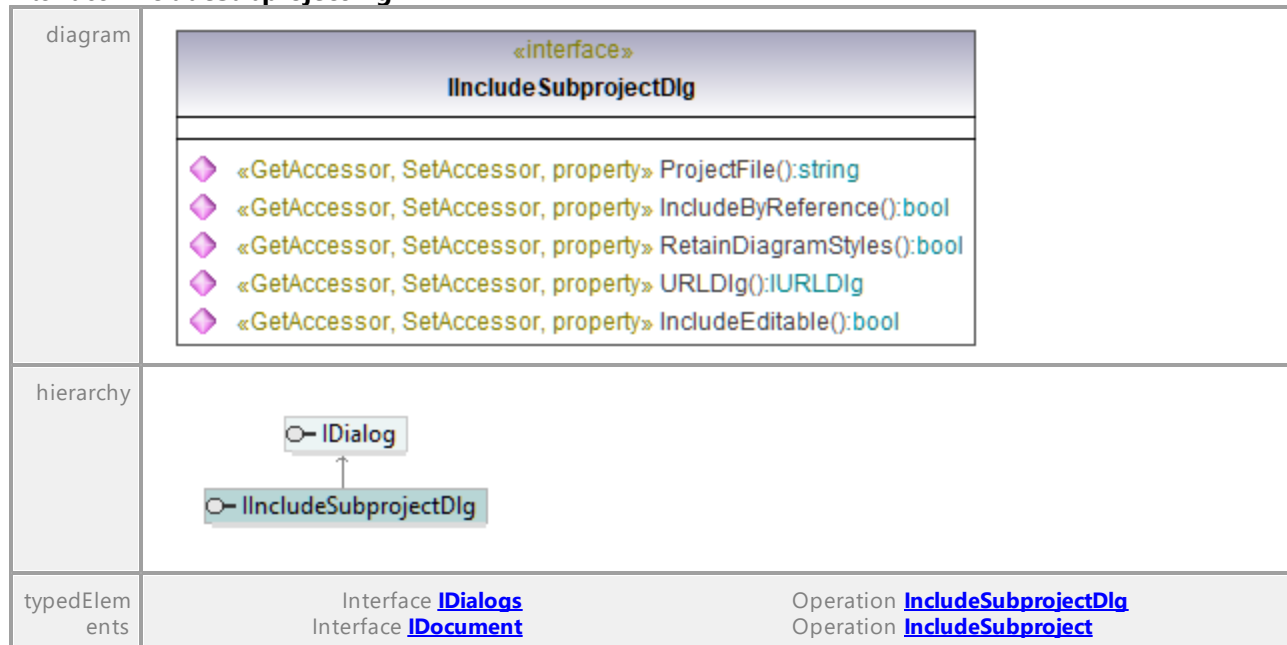 diagram
«interface»
IIncludeSubprojectDlg
«GetAccessor, SetAccessor, property» ProjectFile():string
«GetAccessor, SetAccessor, property» IncludeByReference():bool
«GetAccessor, SetAccessor, property» RetainDiagramStyles():bool
«GetAccessor, SetAccessor, property» URLDlg():IURLDlg
«GetAccessor, SetAccessor, property» IncludeEditable():bool
hierarchy
IDialog
IIncludeSubprojectDlg
typedElem
ents
Interface IDialogs Operation IncludeSubprojectDlg
Interface IDocument Operation IncludeSubproject